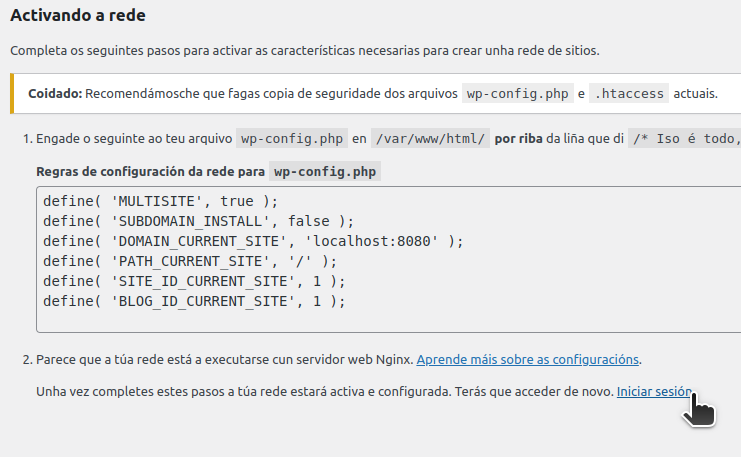 Activando a rede
Completa os seguintes pasos para activar as características necesarias para crear unha rede de sitios.
Coidado: Recomendámosche que fagas copia de seguridade dos arquivos wp-config.php e .htaccess actuais.
1. Engade o seguinte ao teu arquivo wp-config.php en /var/www/html/ por riba da liña que di /* Iso é todo,
Regras de configuración da rede para wp-config.php
define( 'MULTISITE', true );
define( 'SUBDOMAIN_INSTALL', false );
define( 'DOMAIN_CURRENT_SITE', 'localhost:8080' );
define( 'PATH_CURRENT_SITE', '/' );
define( 'SITE_ID_CURRENT_SITE', 1 );
define( 'BLOG_ID_CURRENT_SITE', 1 );
2. Parece que a túa rede está a executarse cun servidor web Nginx. Aprende máis sobre as configuracións.
Unha vez completes estes pasos a túa rede estará activa e configurada. Terás que acceder de novo. Iniciar sesión